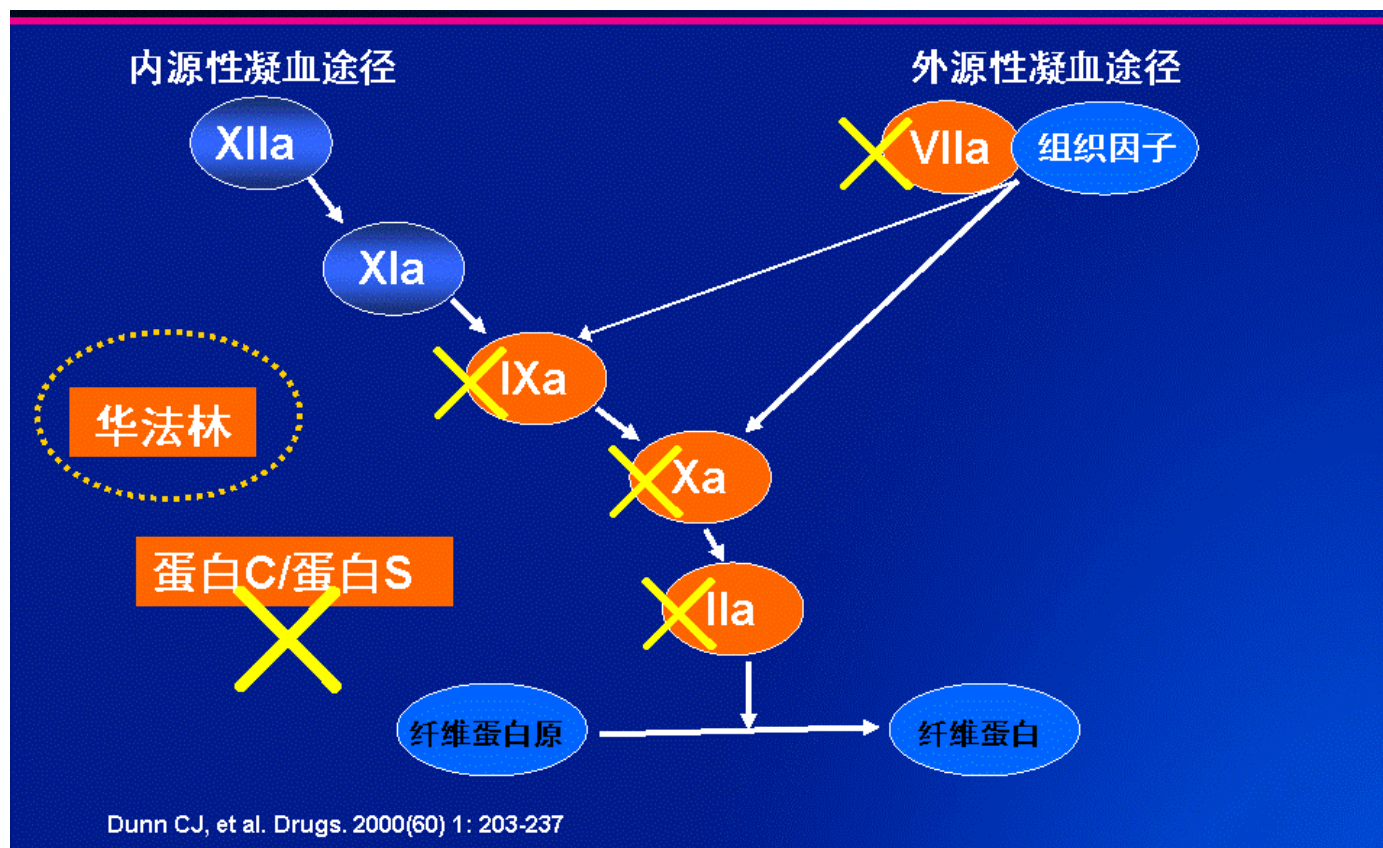 内源性凝血途径
外源性凝血途径
XIIa
VIIa
组织因子
XIa
IXa
华法林
Xa
蛋白C/蛋白S
IIa
纤维蛋白原
纤维蛋白
Dunn CJ, et al. Drugs. 2000(60) 1: 203-237